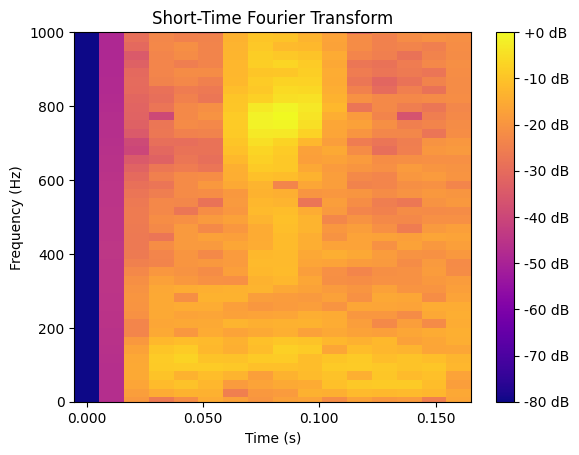 Short-Time Fourier Transform
1000
800
600
400
200
0
Frequency (Hz)
0.000
0.050
0.100
0.150
Time (s)
+0 dB
-10 dB
-20 dB
-30 dB
-40 dB
-50 dB
-60 dB
-70 dB
-80 dB